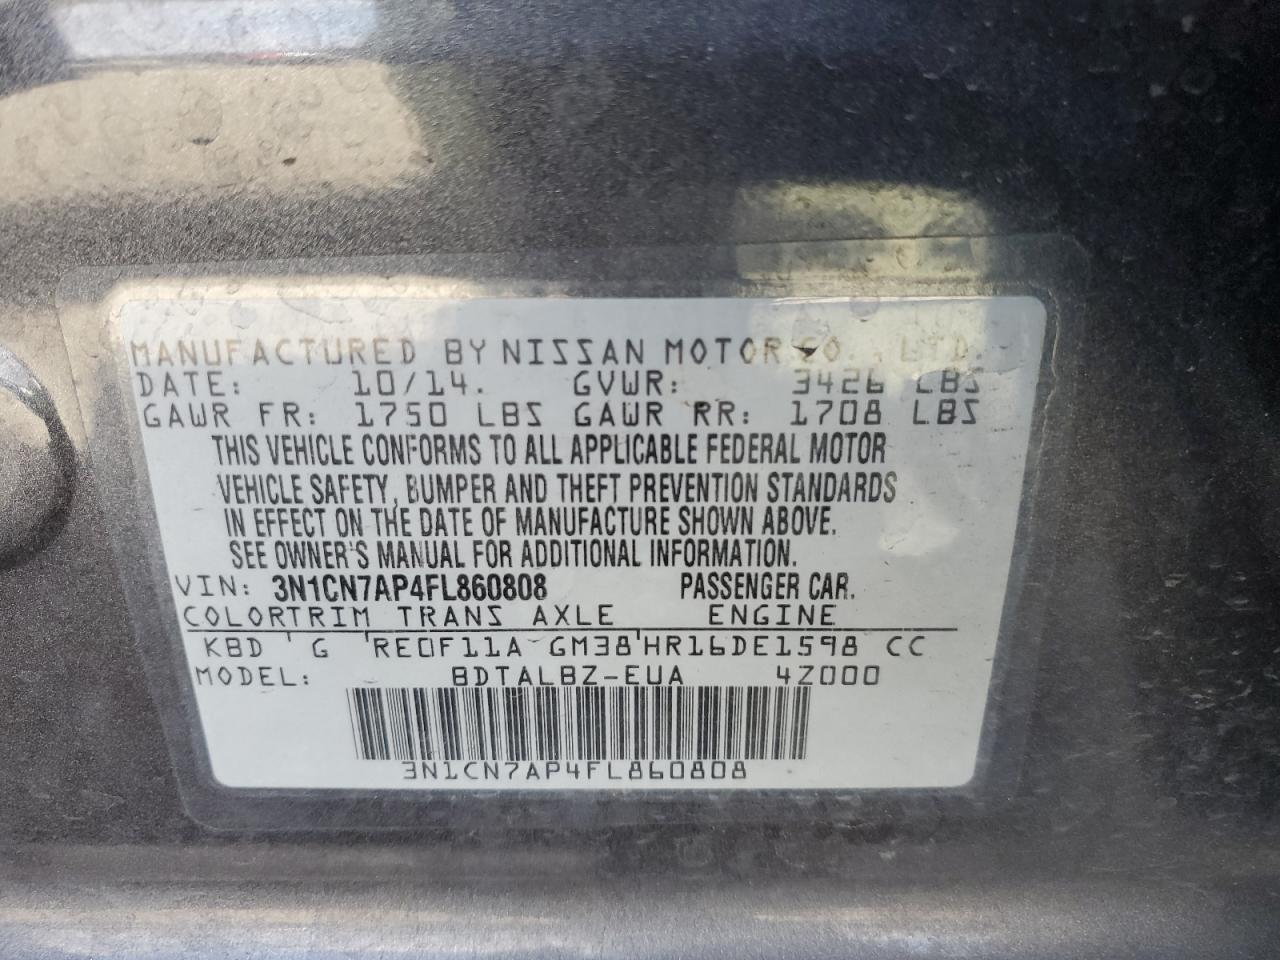 MANUFACTURED BY NISSAN MOTOR CO., LTD.
DATE: 10/14. GVWR: 3426 LBS
GAWR FR: 1750 LBS GAWR RR: 1708 LBS
THIS VEHICLE CONFORMS TO ALL APPLICABLE FEDERAL MOTOR
VEHICLE SAFETY, BUMPER AND THEFT PREVENTION STANDARDS
IN EFFECT ON THE DATE OF MANUFACTURE SHOWN ABOVE.
SEE OWNER'S MANUAL FOR ADDITIONAL INFORMATION.
VIN: 3N1CN7AP4FL860808 PASSENGER CAR.
COLOR TRIM TRANS AXLE ENGINE
KBD G RE0F11A GM38 HR16DE1598 CC
MODEL: BDTALBZ-EUA 4Z000
3N1CN7AP4FL860808